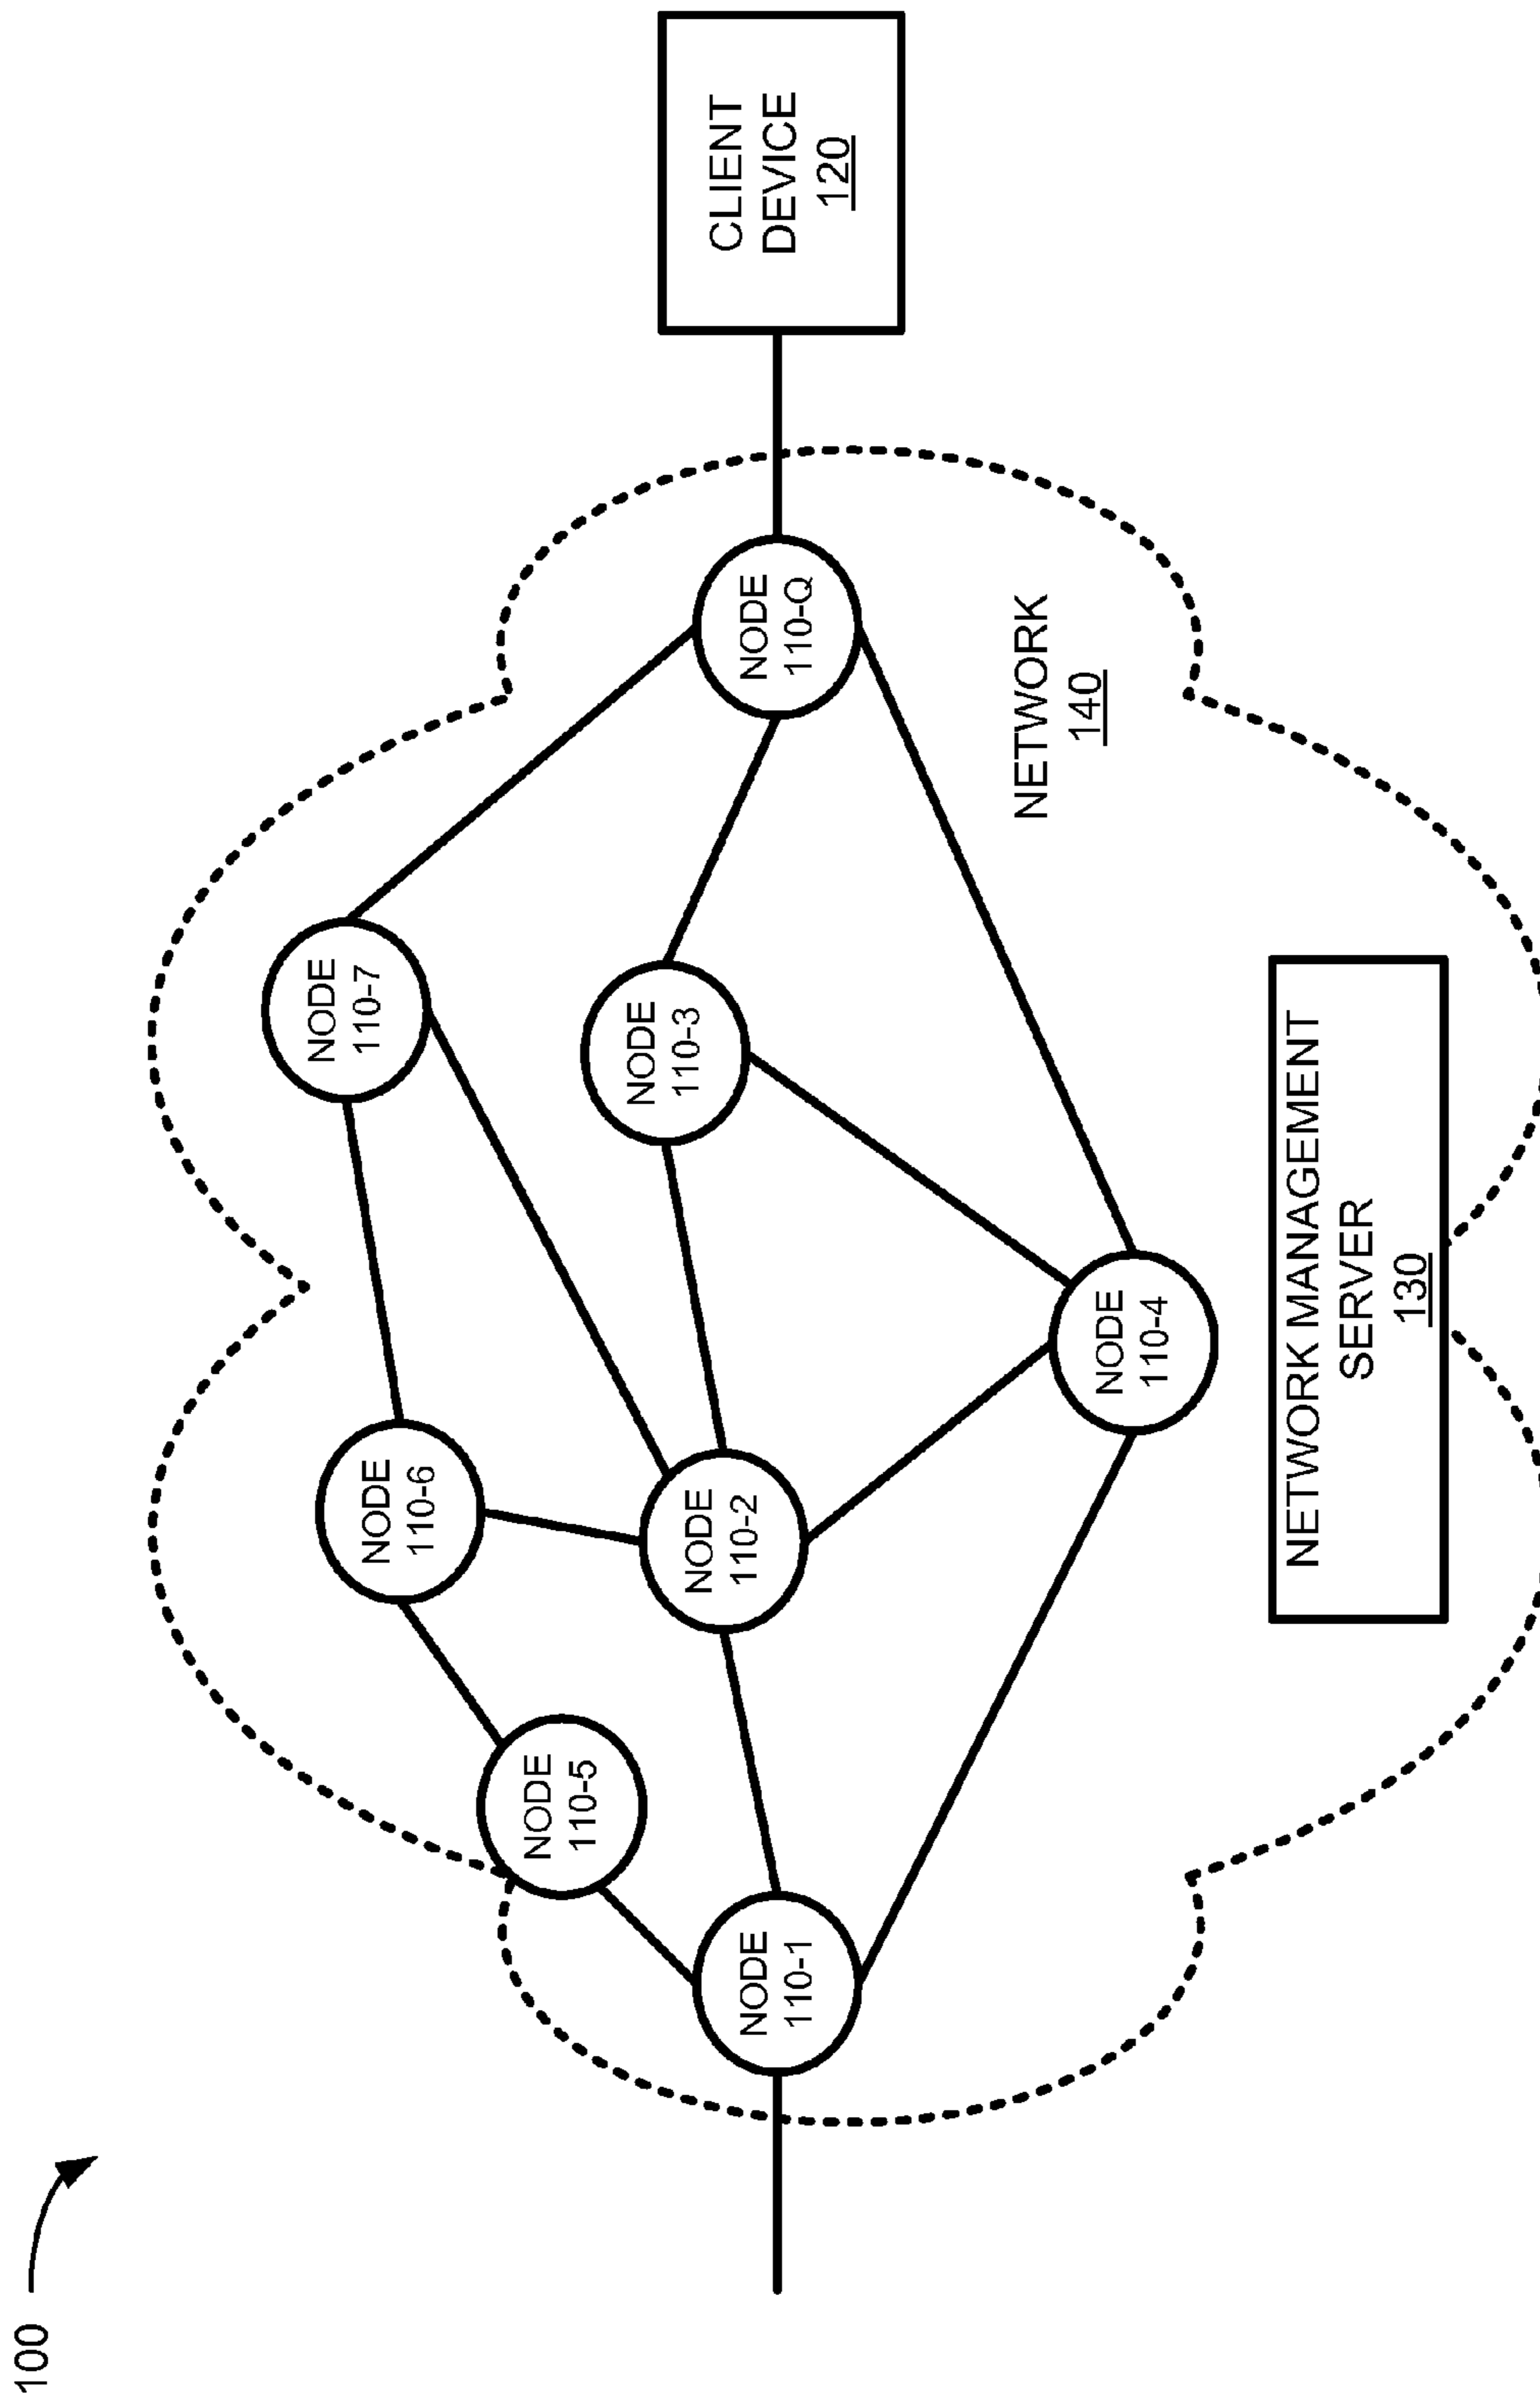 100
NODE
110-7
NODE
110-6
NODE
110-5
NODE
110-3
NODE
110-2
NODE
110-1
NODE
110-Q
CLIENT
DEVICE
120
NODE
110-4
NETWORK
140
NETWORK MANAGEMENT
SERVER
130